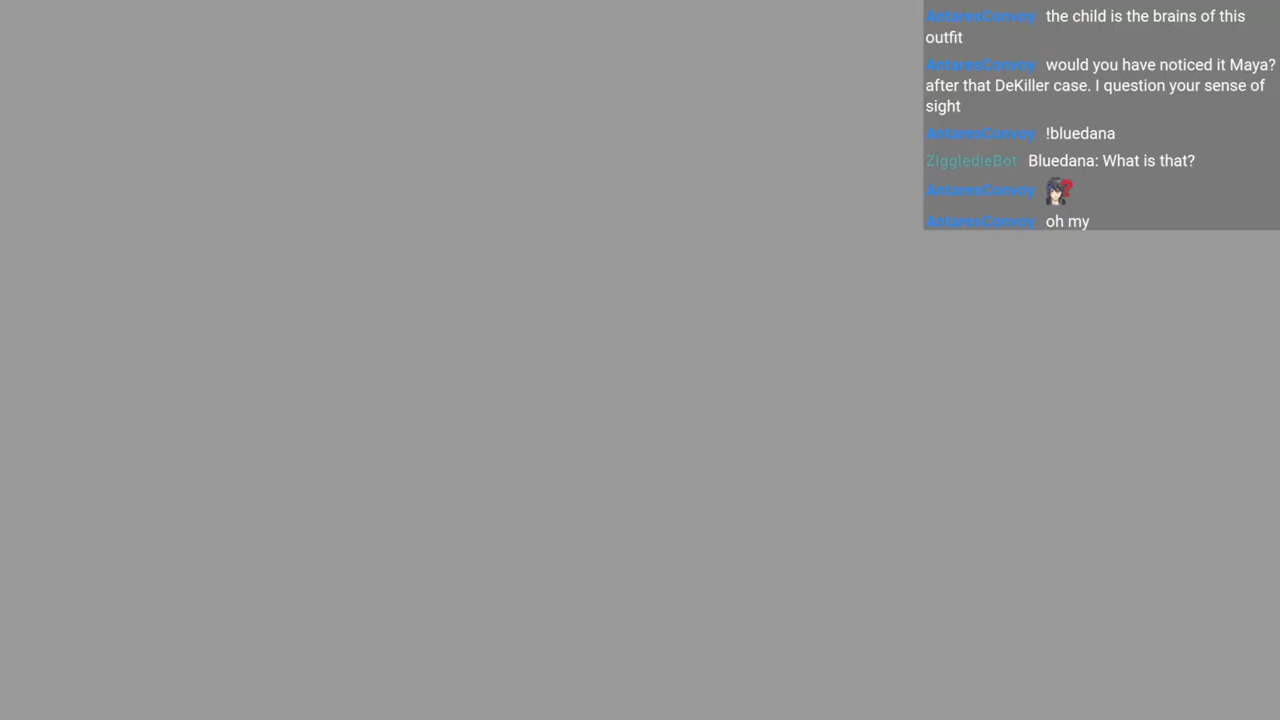 AntaresConvoy the child is the brains of this
outfit
AntaresConvoy would you have noticed it Maya?
after that DeKiller case. I question your sense of
sight
AntaresConvoy !bluedana
ZiggledieBot Bluedana: What is that?
AntaresConvoy
AntaresConvoy oh my